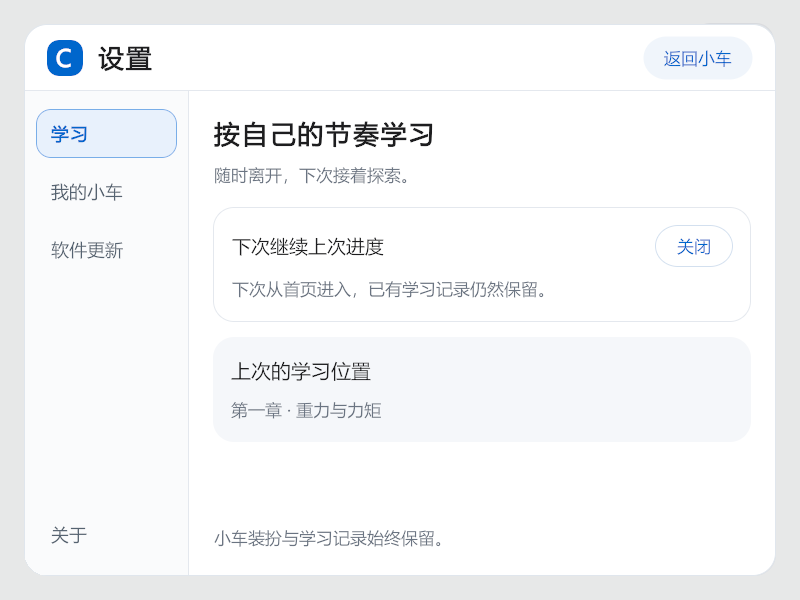 C 设置
返回小车
学习
我的小车
软件更新
关于
按自己的节奏学习
随时离开，下次接着探索。
下次继续上次进度
关闭
下次从首页进入，已有学习记录仍然保留。
上次的学习位置
第一章 · 重力与力矩
小车装扮与学习记录始终保留。